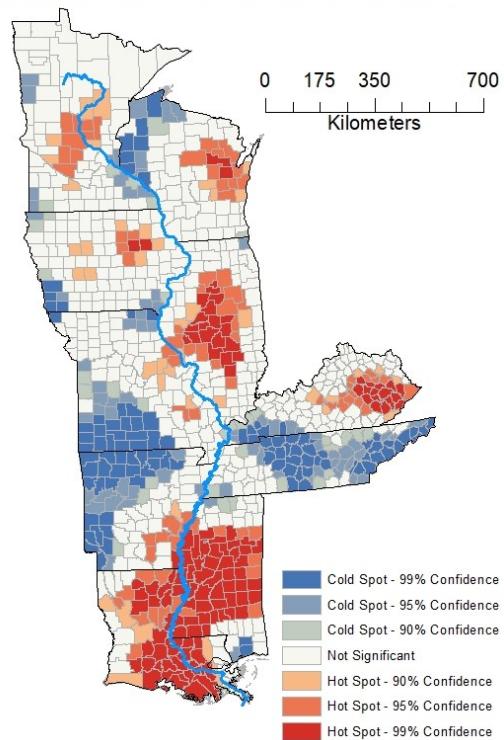 0 175 350 700
Kilometers
Cold Spot - 99% Confidence
Cold Spot - 95% Confidence
Cold Spot - 90% Confidence
Not Significant
Hot Spot - 90% Confidence
Hot Spot - 95% Confidence
Hot Spot - 99% Confidence